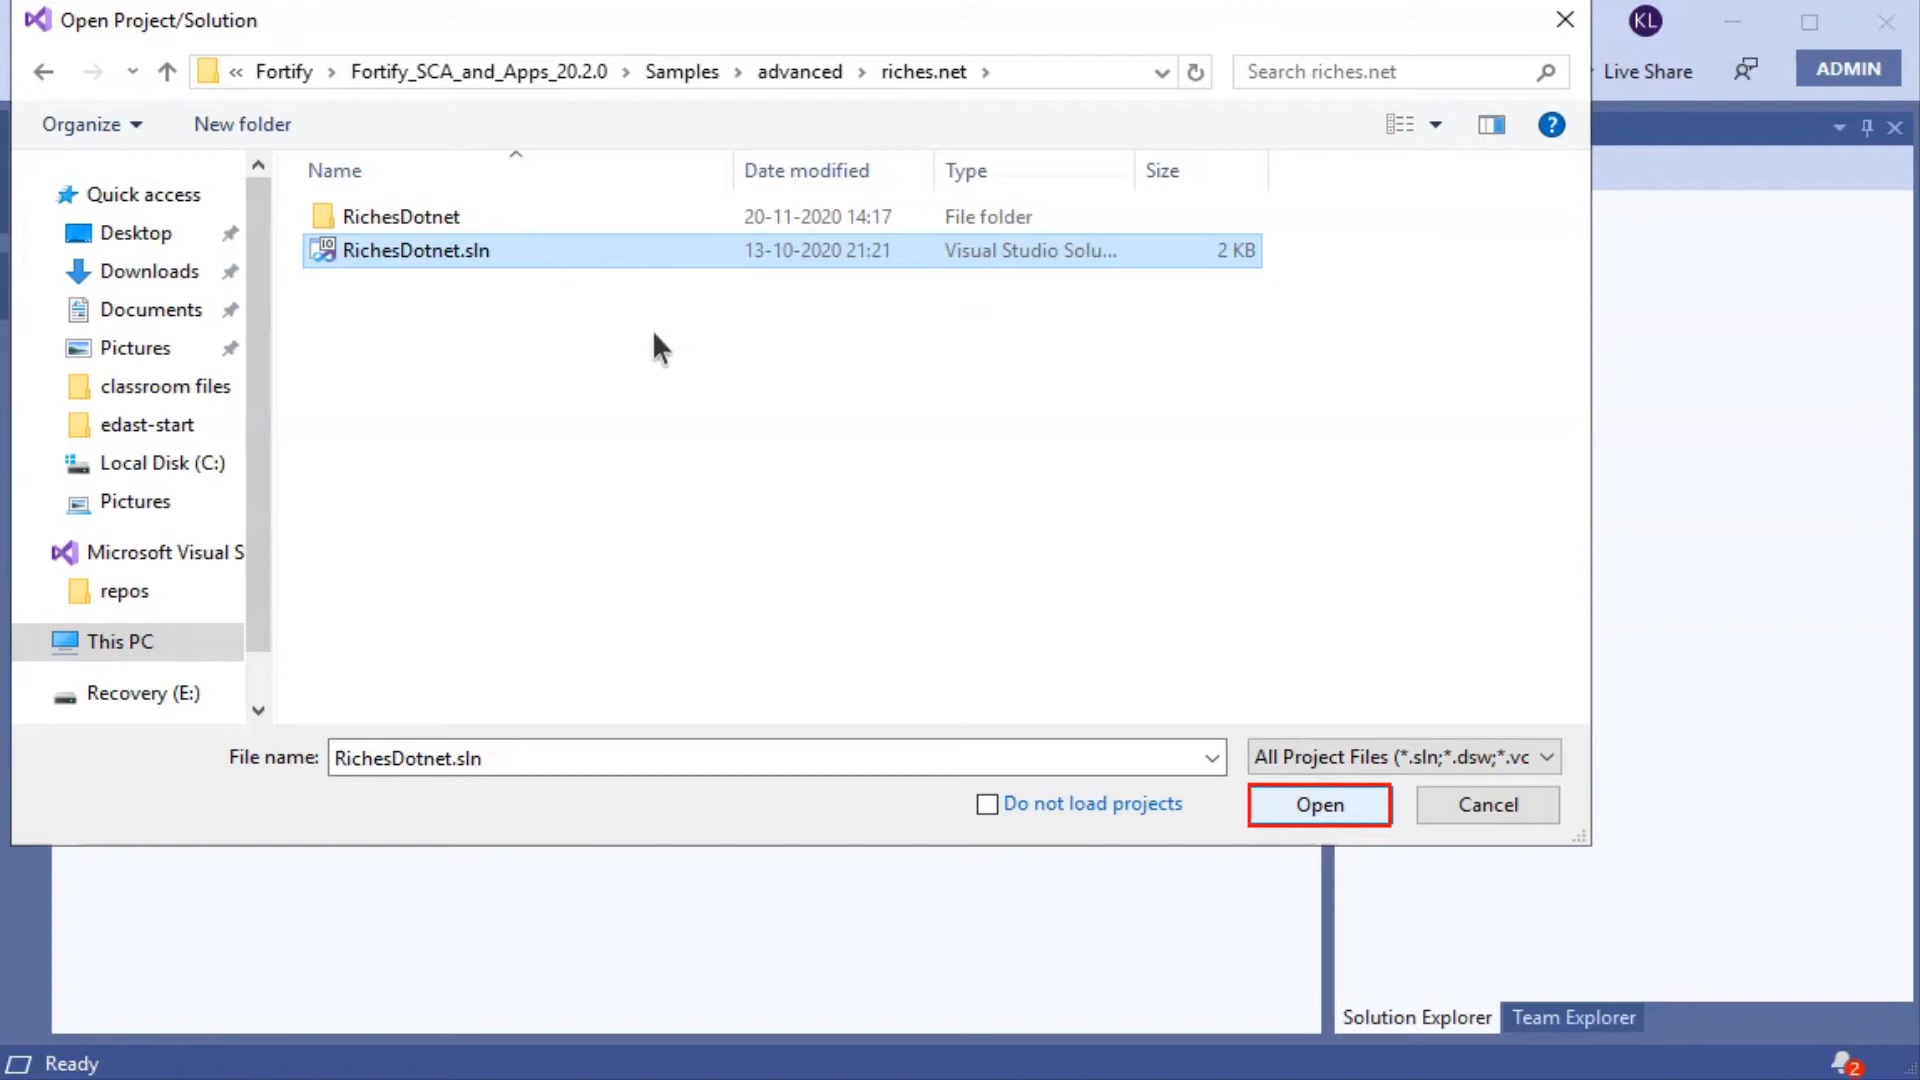 Open Project/Solution
KL
« Fortify › Fortify_SCA_and_Apps_20.2.0 › Samples › advanced › riches.net ›
Search riches.net
Live Share
ADMIN
Organize
New folder
?
Name Date modified Type Size
RichesDotnet 20-11-2020 14:17 File folder
RichesDotnet.sln 13-10-2020 21:21 Visual Studio Solu... 2 KB
Quick access
Desktop
Downloads
Documents
Pictures
classroom files
edast-start
Local Disk (C:)
Pictures
Microsoft Visual S
repos
This PC
Recovery (E:)
File name: RichesDotnet.sln
All Project Files (*.sln;*.dsw;*.vc
Do not load projects
Open
Cancel
Solution Explorer
Team Explorer
Ready
2